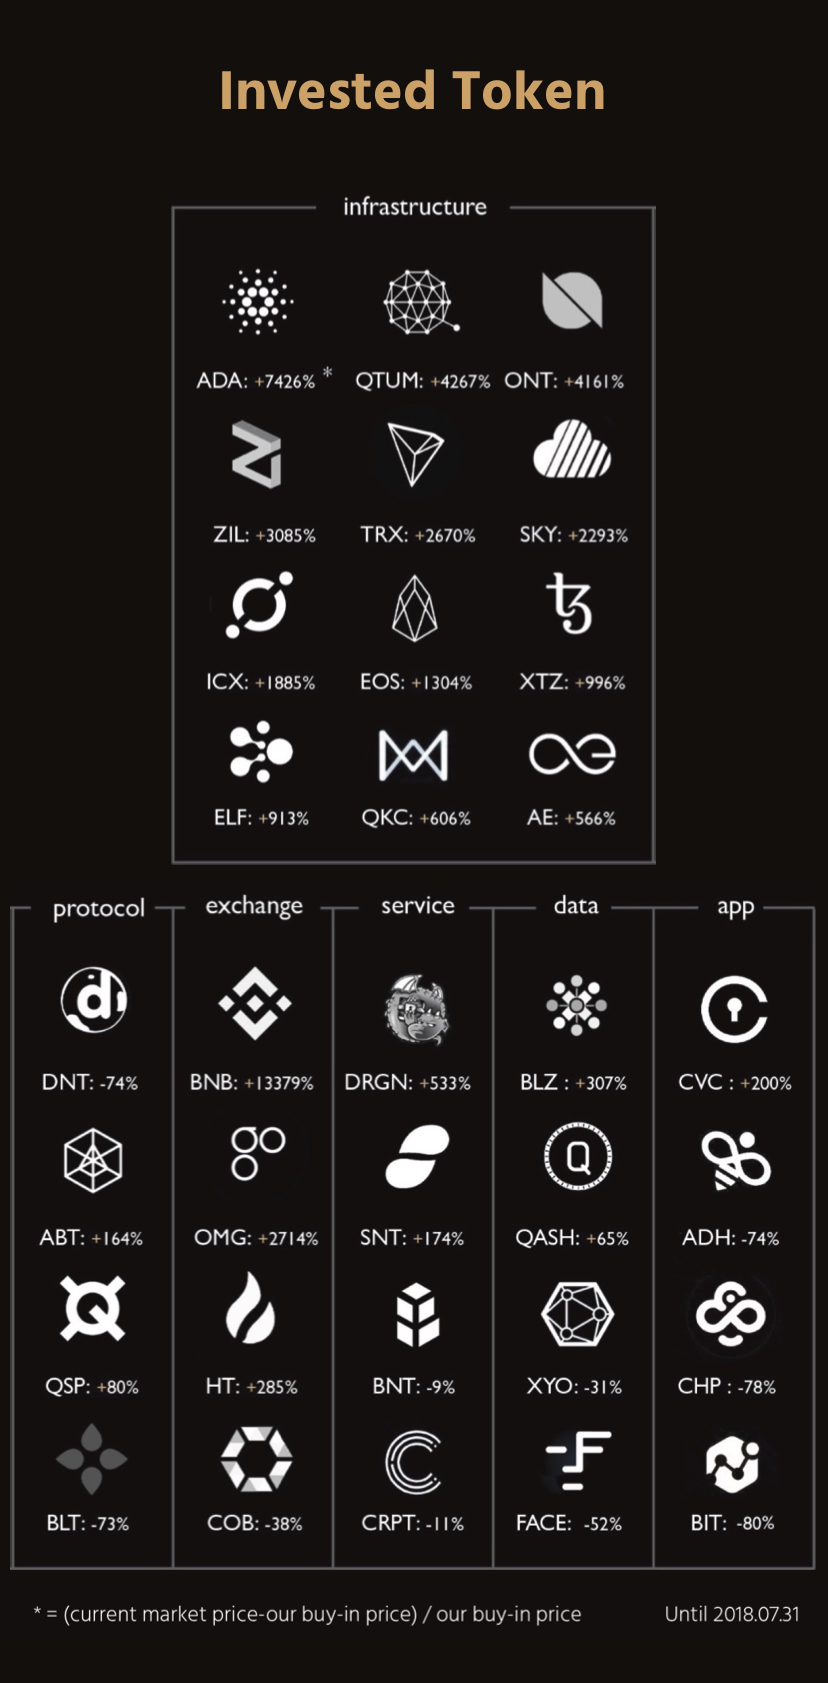 Invested Token
infrastructure
ADA: +7426% *
QTUM: +4267%
ONT: +4161%
ZIL: +3085%
TRX: +2670%
SKY: +2293%
ICX: +1885%
EOS: +1304%
XTZ: +996%
ELF: +913%
QKC: +606%
AE: +566%
protocol
exchange
service
data
app
DNT: -74%
BNB: +13379%
DRGN: +533%
BLZ : +307%
CVC : +200%
ABT: +164%
OMG: +2714%
SNT: +174%
QASH: +65%
ADH: -74%
QSP: +80%
HT: +285%
BNT: -9%
XYO: -31%
CHP : -78%
BLT: -73%
COB: -38%
CRPT: -11%
FACE: -52%
BIT: -80%
* = (current market price-our buy-in price) / our buy-in price
Until 2018.07.31